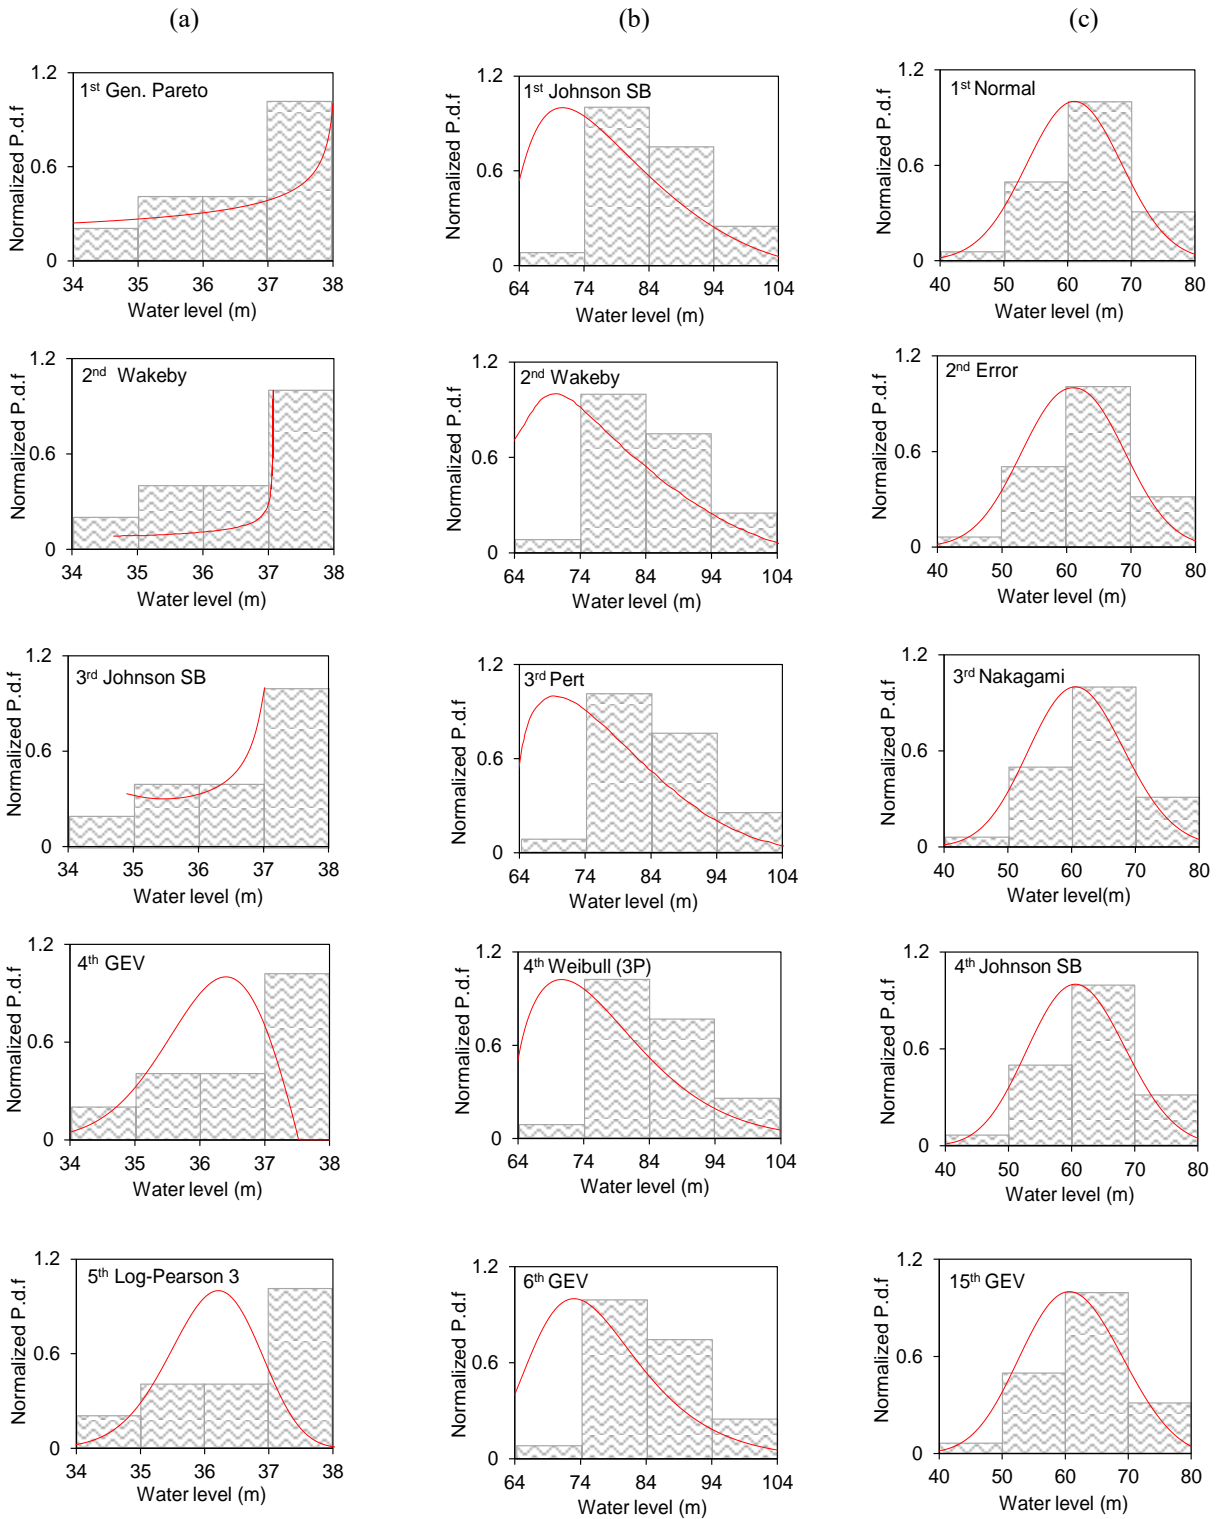 (a)
(b)
(c)
1st Gen. Pareto
Normalized P.d.f
1.2
0.6
0
34 35 36 37 38
Water level (m)
1st Johnson SB
Normalized P.d.f
1.2
0.6
0
64 74 84 94 104
Water level (m)
1st Normal
Normalized P.d.f
1.2
0.6
0
40 50 60 70 80
Water level (m)
2nd Wakeby
Normalized P.d.f
1.2
0.6
0
34 35 36 37 38
Water level (m)
2nd Wakeby
Normalized P.d.f
1.2
0.6
0
64 74 84 94 104
Water level (m)
2nd Error
Normalized P.d.f
1.2
0.6
0
40 50 60 70 80
Water level (m)
3rd Johnson SB
Normalized P.d.f
1.2
0.6
0
34 35 36 37 38
Water level (m)
3rd Pert
Normalized P.d.f
1.2
0.6
0
64 74 84 94 104
Water level (m)
3rd Nakagami
Normalized P.d.f
1.2
0.6
0
40 50 60 70 80
Water level(m)
4th GEV
Normalized P.d.f
1.2
0.6
0
34 35 36 37 38
Water level (m)
4th Weibull (3P)
Normalized P.d.f
1.2
0.6
0
64 74 84 94 104
Water level (m)
4th Johnson SB
Normalized P.d.f
1.2
0.6
0
40 50 60 70 80
Water level (m)
5th Log-Pearson 3
Normalized P.d.f
1.2
0.6
0
34 35 36 37 38
Water level (m)
6th GEV
Normalized P.d.f
1.2
0.6
0
64 74 84 94 104
Water level (m)
15th GEV
Normalized P.d.f
1.2
0.6
0
40 50 60 70 80
Water level (m)